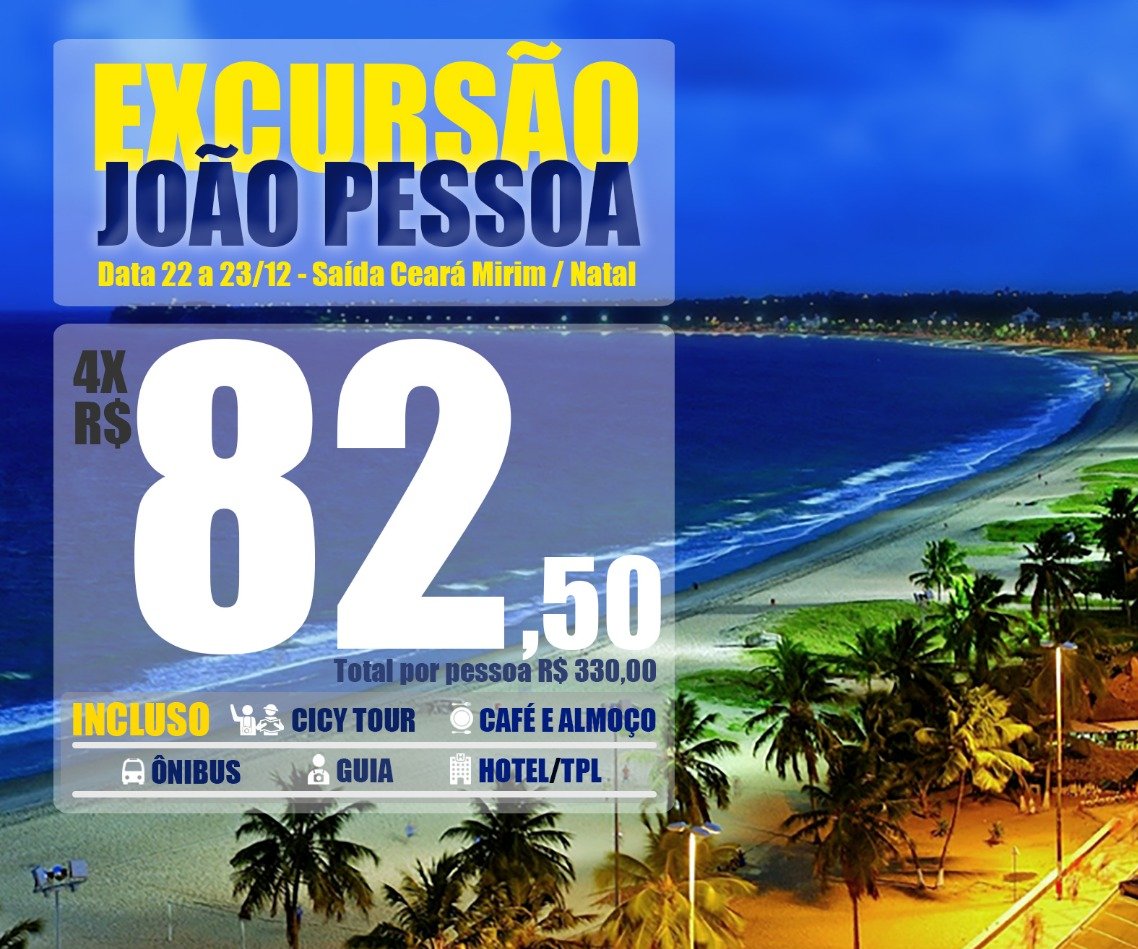 EXCURSÃO
JOÃO PESSOA
Data 22 a 23/12 - Saída Ceará Mirim / Natal
4X
R$
82,50
Total por pessoa R$ 330,00
INCLUSO CICY TOUR CAFÉ E ALMOÇO
ÔNIBUS GUIA HOTEL/TPL